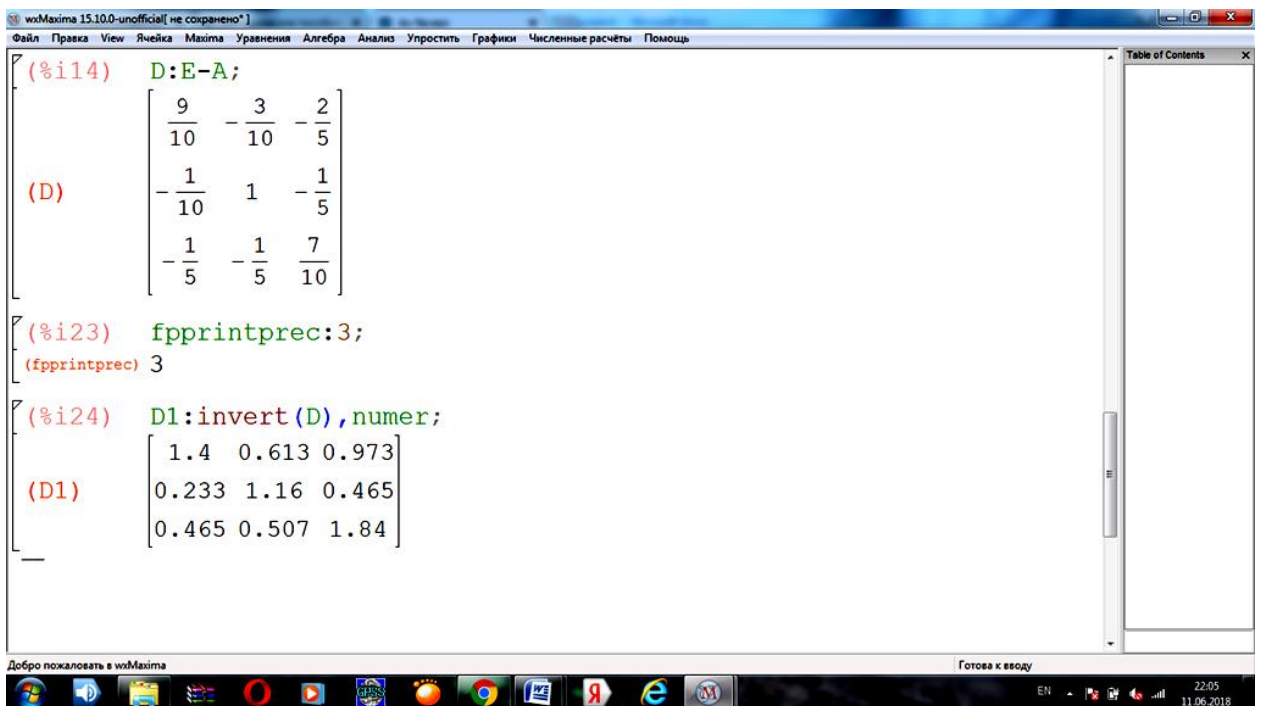 wxMaxima 15.10.0-unofficial[ не сохранено* ]
Файл Правка View Ячейка Maxima Уравнения Алгебра Анализ Упростить Графики Численные расчёты Помощь
Table of Contents x
(%i14) D:E-A;
(D)
9/10 -3/10 -2/5
-1/10 1 -1/5
-1/5 -1/5 7/10
(%i23) fpprintprec:3;
(fpprintprec) 3
(%i24) D1:invert(D),numer;
(D1)
1.4 0.613 0.973
0.233 1.16 0.465
0.465 0.507 1.84
Добро пожаловать в wxMaxima
Готова к вводу
GPSS
Я
EN 22:05
11.06.2018